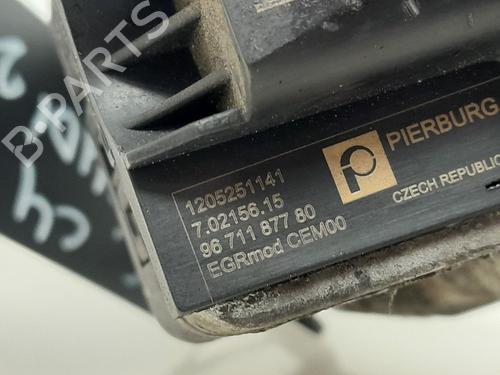 B-PARTS
PIERBURG
CZECH REPUBLIC
1205251141
7.02156.15
96 711 877 80
EGRmod CEM00